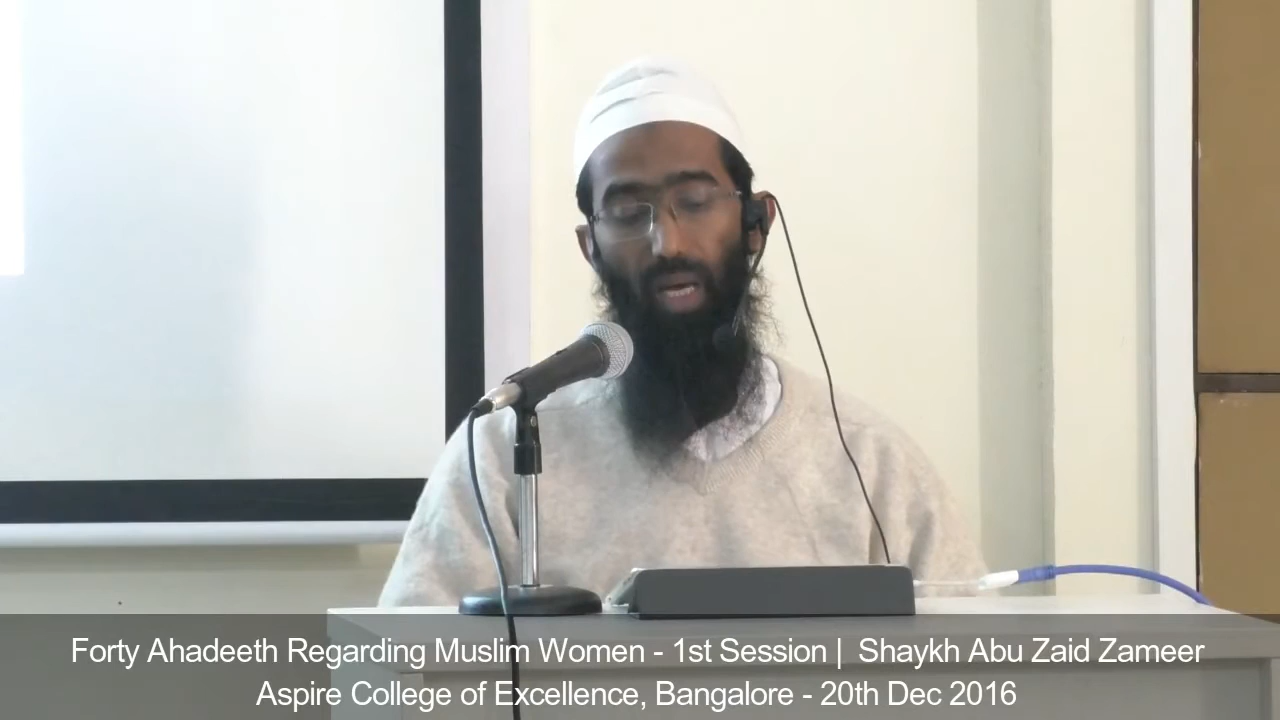 Forty Ahadeeth Regarding Muslim Women - 1st Session | Shaykh Abu Zaid Zameer
Aspire College of Excellence, Bangalore - 20th Dec 2016